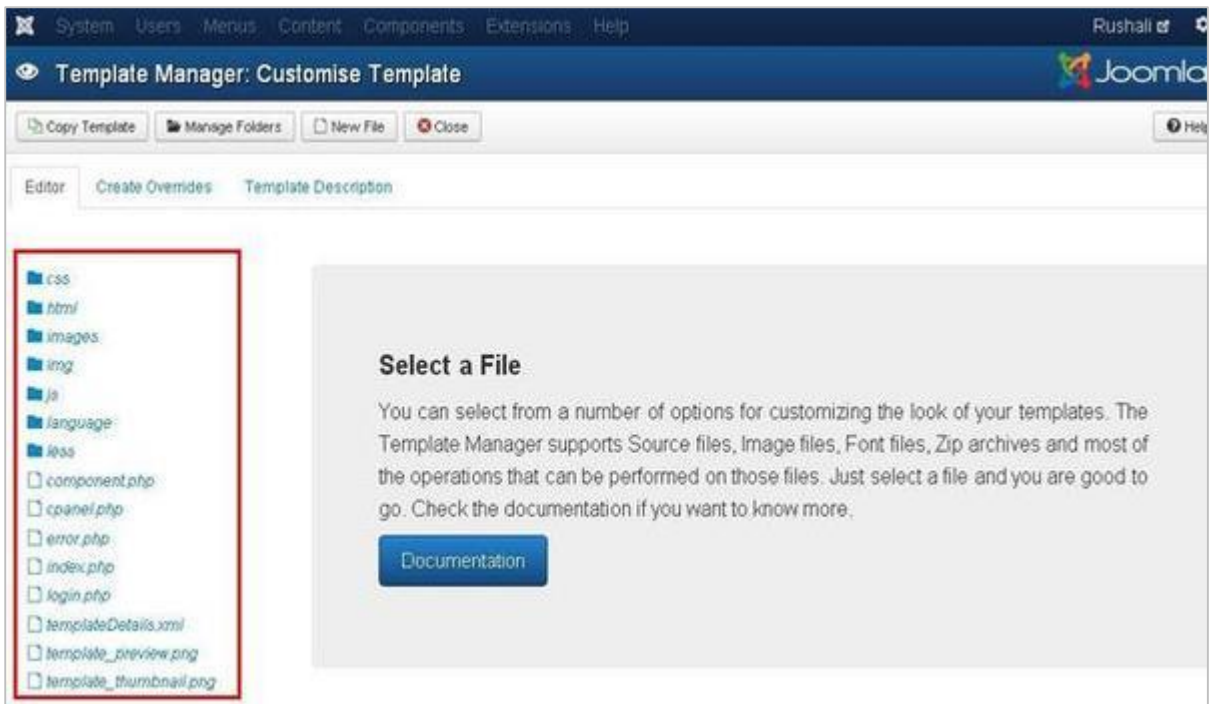 System Users Menus Content Components Extensions Help Rushali
Template Manager: Customise Template Joomla
Copy Template Manage Folders New File Close Help
Editor Create Overrides Template Description
css
html
images
img
js
language
less
component.php
cpanel.php
error.php
index.php
login.php
templateDetails.xml
template_preview.png
template_thumbnail.png
Select a File
You can select from a number of options for customizing the look of your templates. The
Template Manager supports Source files, Image files, Font files, Zip archives and most of
the operations that can be performed on those files. Just select a file and you are good to
go. Check the documentation if you want to know more.
Documentation